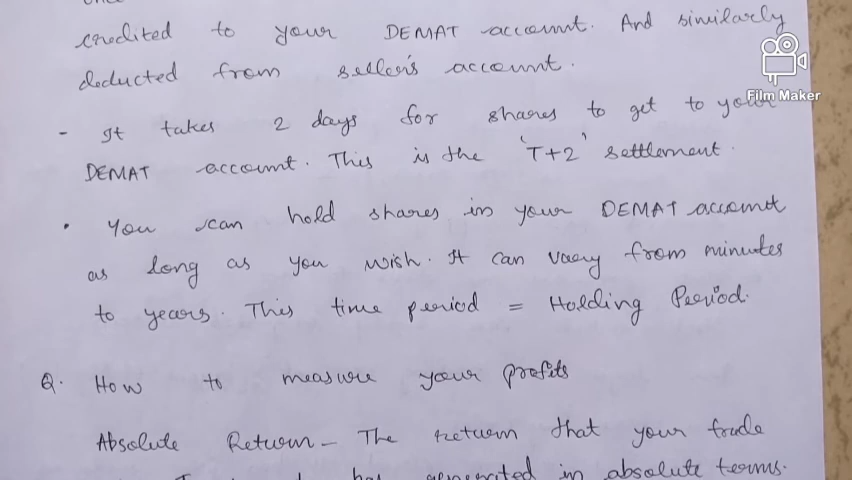 credited to your DEMAT account. And similarly
deducted from seller's account.
- It takes 2 days for shares to get to your
DEMAT account. This is the 'T+2' settlement.
• You can hold shares in your DEMAT account
as long as you wish. It can vary from minutes
to years. This time period = Holding Period.
Q. How to measure your profits
Absolute Return - The return that your trade
has generated in absolute terms.
Film Maker